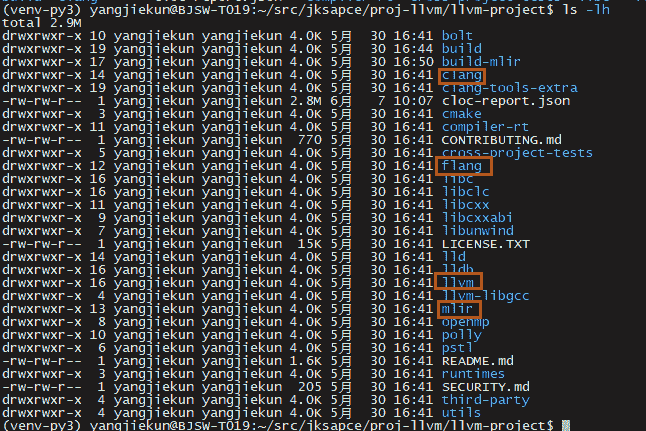 (venv-py3) yangjiekun@BJSW-T019:~/src/jksapce/proj-llvm/llvm-project$ ls -lh
total 2.9M
drwxrwxr-x 10 yangjiekun yangjiekun 4.0K 5月 30 16:41 bolt
drwxrwxr-x 19 yangjiekun yangjiekun 4.0K 5月 30 16:44 build
drwxrwxr-x 17 yangjiekun yangjiekun 4.0K 5月 30 16:50 build-mlir
drwxrwxr-x 14 yangjiekun yangjiekun 4.0K 5月 30 16:41 clang
drwxrwxr-x 19 yangjiekun yangjiekun 4.0K 5月 30 16:41 clang-tools-extra
-rw-rw-r-- 1 yangjiekun yangjiekun 2.8M 6月 7 10:07 cloc-report.json
drwxrwxr-x 3 yangjiekun yangjiekun 4.0K 5月 30 16:41 cmake
drwxrwxr-x 11 yangjiekun yangjiekun 4.0K 5月 30 16:41 compiler-rt
-rw-rw-r-- 1 yangjiekun yangjiekun 770 5月 30 16:41 CONTRIBUTING.md
drwxrwxr-x 5 yangjiekun yangjiekun 4.0K 5月 30 16:41 cross-project-tests
drwxrwxr-x 12 yangjiekun yangjiekun 4.0K 5月 30 16:41 flang
drwxrwxr-x 16 yangjiekun yangjiekun 4.0K 5月 30 16:41 libc
drwxrwxr-x 16 yangjiekun yangjiekun 4.0K 5月 30 16:41 libclc
drwxrwxr-x 11 yangjiekun yangjiekun 4.0K 5月 30 16:41 libcxx
drwxrwxr-x 9 yangjiekun yangjiekun 4.0K 5月 30 16:41 libcxxabi
drwxrwxr-x 7 yangjiekun yangjiekun 4.0K 5月 30 16:41 libunwind
-rw-rw-r-- 1 yangjiekun yangjiekun 15K 5月 30 16:41 LICENSE.TXT
drwxrwxr-x 14 yangjiekun yangjiekun 4.0K 5月 30 16:41 lld
drwxrwxr-x 14 yangjiekun yangjiekun 4.0K 5月 30 16:41 lldb
drwxrwxr-x 16 yangjiekun yangjiekun 4.0K 5月 30 16:41 llvm
drwxrwxr-x 4 yangjiekun yangjiekun 4.0K 5月 30 16:41 llvm-libgcc
drwxrwxr-x 13 yangjiekun yangjiekun 4.0K 5月 30 16:41 mlir
drwxrwxr-x 8 yangjiekun yangjiekun 4.0K 5月 30 16:41 openmp
drwxrwxr-x 10 yangjiekun yangjiekun 4.0K 5月 30 16:41 polly
drwxrwxr-x 6 yangjiekun yangjiekun 4.0K 5月 30 16:41 pstl
-rw-rw-r-- 1 yangjiekun yangjiekun 1.6K 5月 30 16:41 README.md
drwxrwxr-x 3 yangjiekun yangjiekun 4.0K 5月 30 16:41 runtimes
-rw-rw-r-- 1 yangjiekun yangjiekun 205 5月 30 16:41 SECURITY.md
drwxrwxr-x 4 yangjiekun yangjiekun 4.0K 5月 30 16:41 third-party
drwxrwxr-x 4 yangjiekun yangjiekun 4.0K 5月 30 16:41 utils
(venv-py3) yangjiekun@BJSW-T019:~/src/jksapce/proj-llvm/llvm-project$